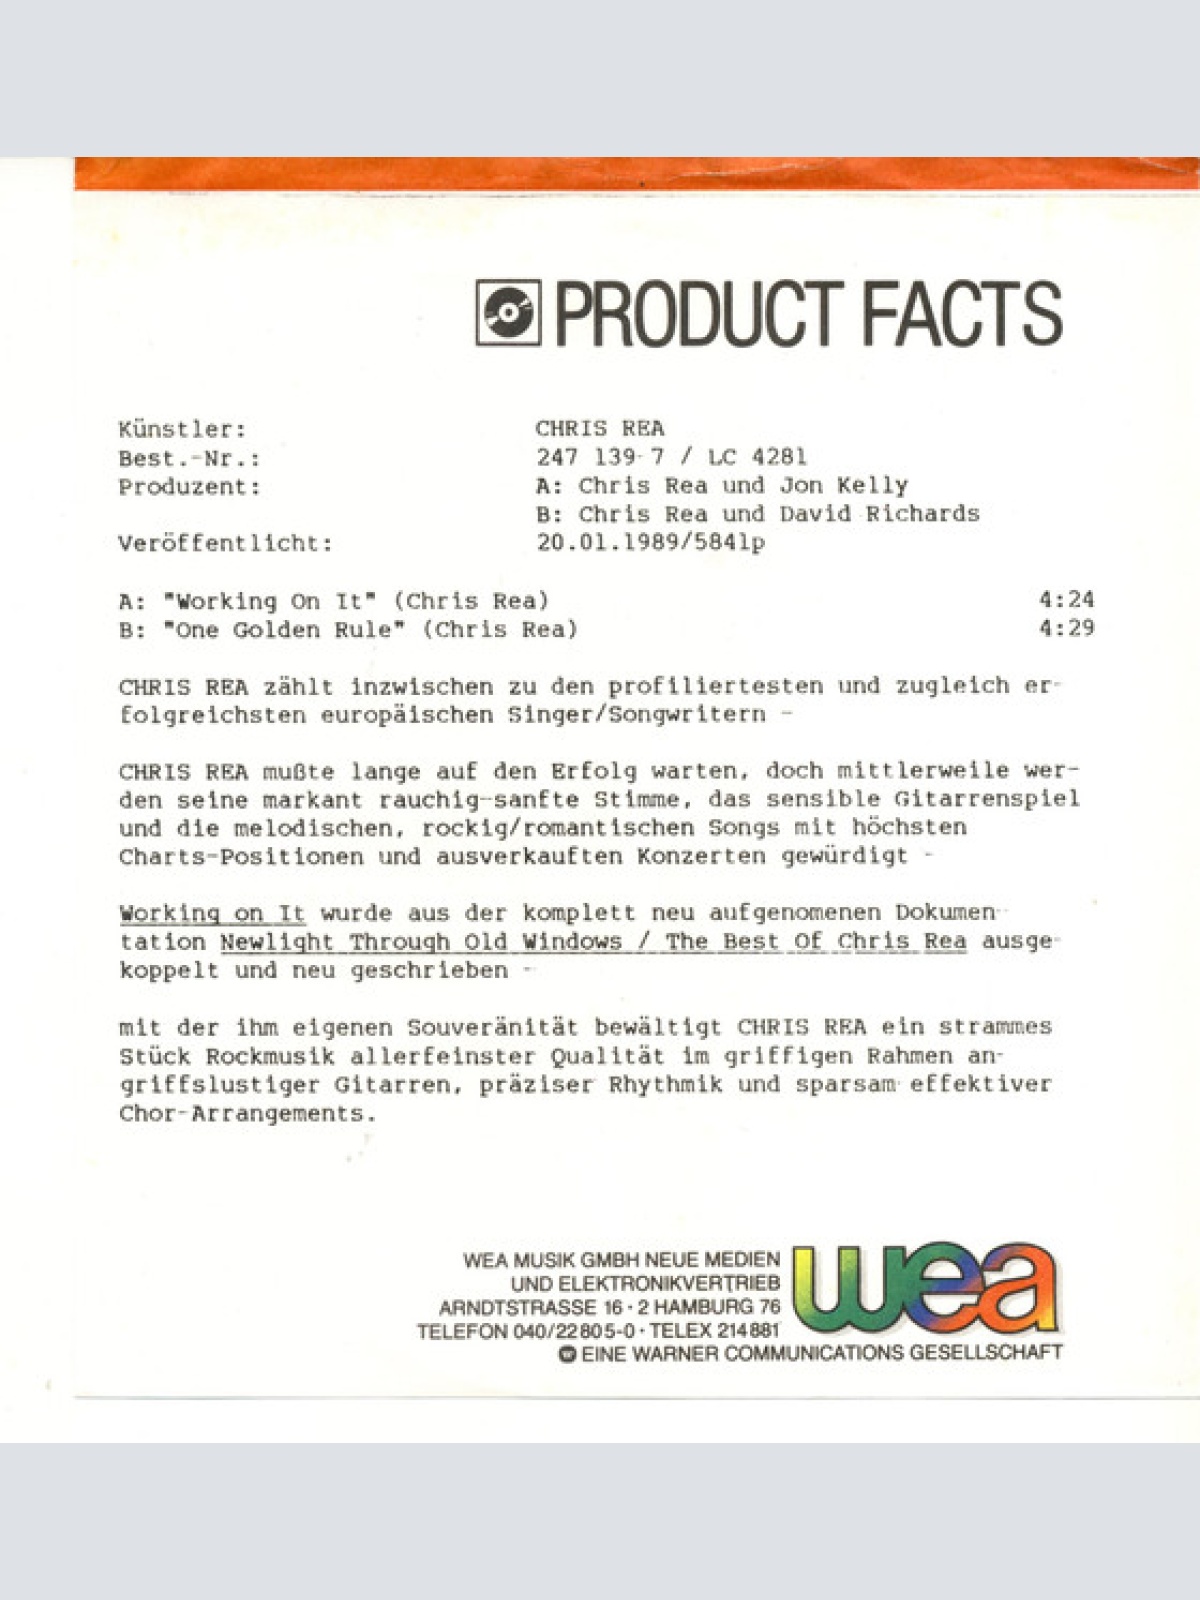 PRODUCT FACTS
Künstler: CHRIS REA
Best.-Nr.: 247 139-7 / LC 4281
Produzent: A: Chris Rea und Jon Kelly
B: Chris Rea und David Richards
Veröffentlicht: 20.01.1989/5841p
A: "Working On It" (Chris Rea) 4:24
B: "One Golden Rule" (Chris Rea) 4:29
CHRIS REA zählt inzwischen zu den profiliertesten und zugleich er-
folgreichsten europäischen Singer/Songwritern -
CHRIS REA mußte lange auf den Erfolg warten, doch mittlerweile wer-
den seine markant rauchig-sanfte Stimme, das sensible Gitarrenspiel
und die melodischen, rockig/romantischen Songs mit höchsten
Charts-Positionen und ausverkauften Konzerten gewürdigt -
Working on It wurde aus der komplett neu aufgenomenen Dokumen-
tation Newlight Through Old Windows / The Best Of Chris Rea ausge-
koppelt und neu geschrieben -
mit der ihm eigenen Souveränität bewältigt CHRIS REA ein strammes
Stück Rockmusik allerfeinster Qualität im griffigen Rahmen an-
griffslustiger Gitarren, präziser Rhythmik und sparsam-effektiver
Chor-Arrangements.
WEA MUSIK GMBH NEUE MEDIEN
UND ELEKTRONIKVERTRIEB
ARNDTSTRASSE 16 · 2 HAMBURG 76
TELEFON 040/22805-0 · TELEX 214881
wea
EINE WARNER COMMUNICATIONS GESELLSCHAFT